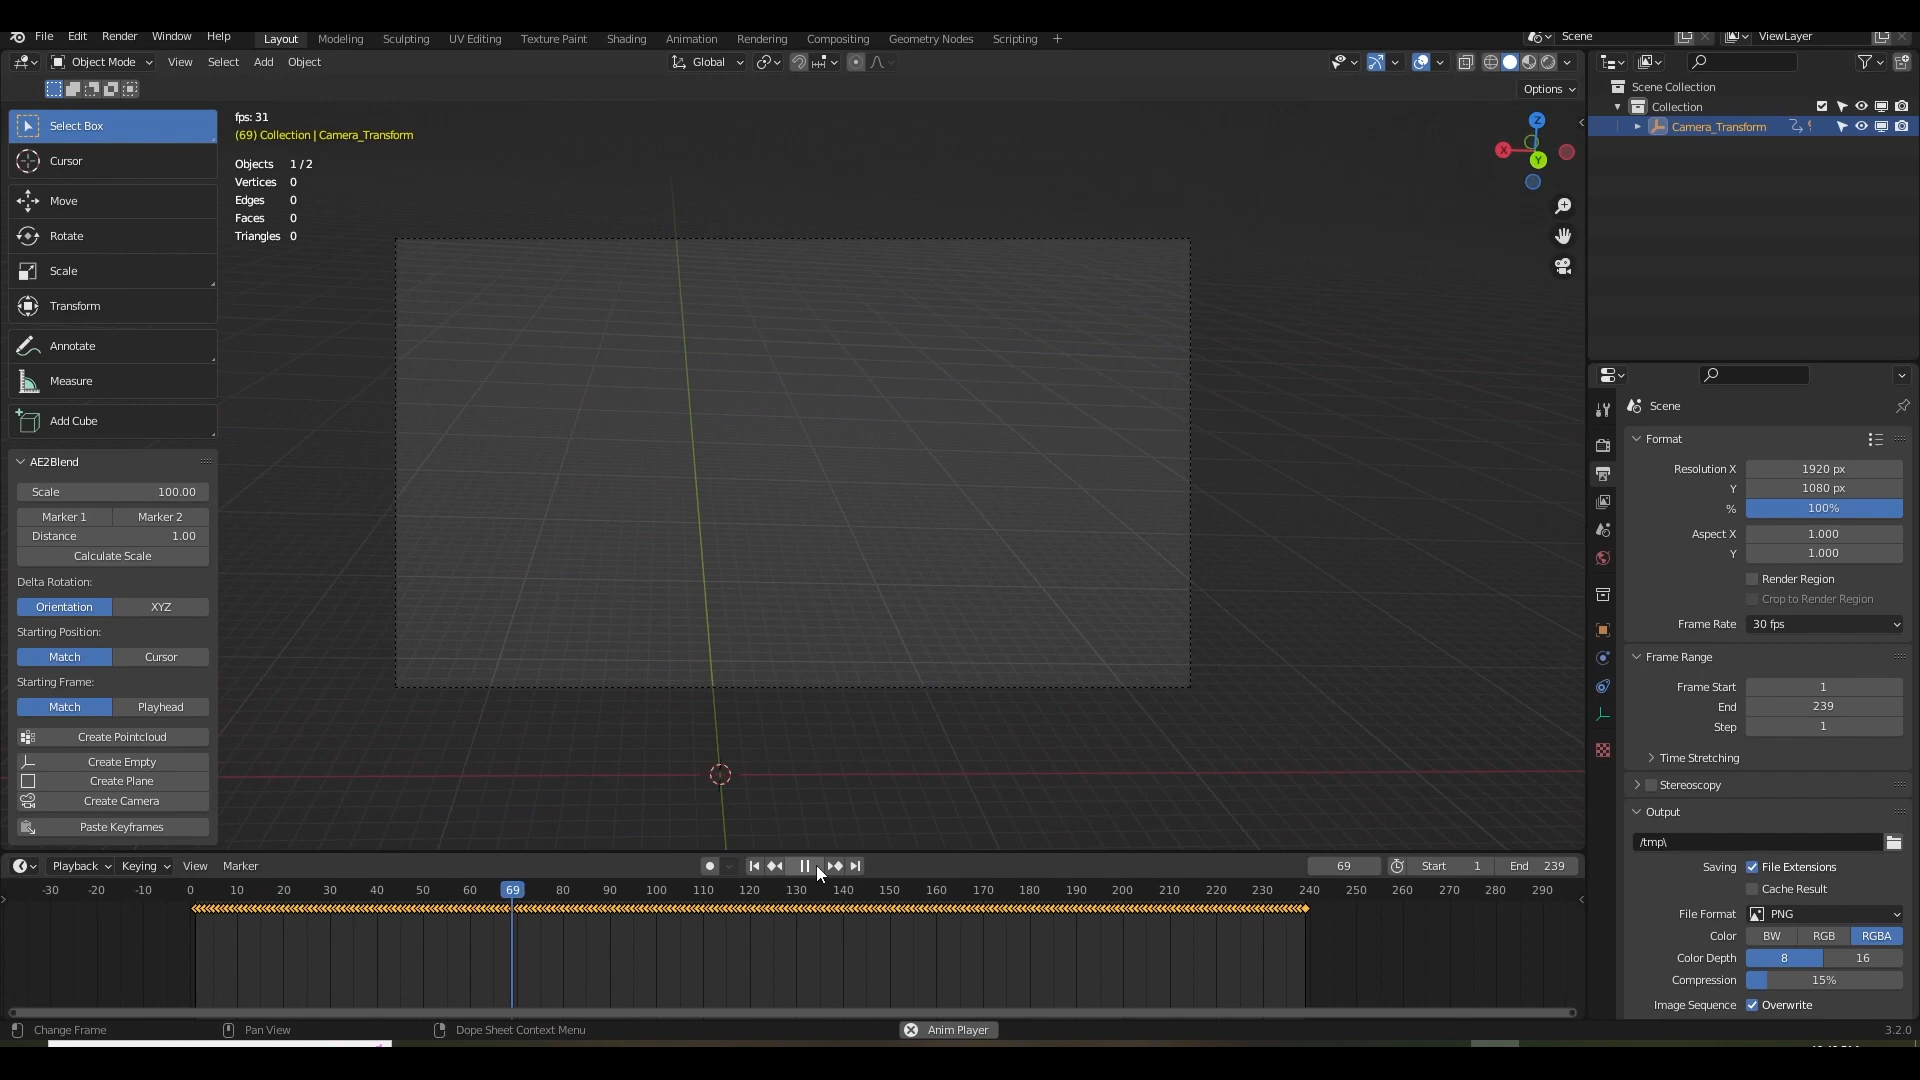 File Edit Render Window Help Layout Modeling Sculpting UV Editing Texture Paint Shading Animation Rendering Compositing Geometry Nodes Scripting + Scene ViewLayer
Object Mode View Select Add Object Global
Options
Select Box
Cursor
Move
Rotate
Scale
Transform
Annotate
Measure
Add Cube
AE2Blend
Scale 100.00
Marker 1 Marker 2
Distance 1.00
Calculate Scale
Delta Rotation:
Orientation XYZ
Starting Position:
Match Cursor
Starting Frame:
Match Playhead
Create Pointcloud
Create Empty
Create Plane
Create Camera
Paste Keyframes
fps: 31
(69) Collection | Camera_Transform
Objects 1 / 2
Vertices 0
Edges 0
Faces 0
Triangles 0
Z
X
Y
Scene Collection
Collection
Camera_Transform
Scene
Format
Resolution X 1920 px
Y 1080 px
% 100%
Aspect X 1.000
Y 1.000
Render Region
Crop to Render Region
Frame Rate 30 fps
Frame Range
Frame Start 1
End 239
Step 1
Time Stretching
Stereoscopy
Output
/tmp\
Saving File Extensions
Cache Result
File Format PNG
Color BW RGB RGBA
Color Depth 8 16
Compression 15%
Image Sequence Overwrite
Playback Keying View Marker 69 Start 1 End 239
-30 -20 -10 0 10 20 30 40 50 60 69 80 90 100 110 120 130 140 150 160 170 180 190 200 210 220 230 240 250 260 270 280 290
Change Frame Pan View Dope Sheet Context Menu Anim Player 3.2.0